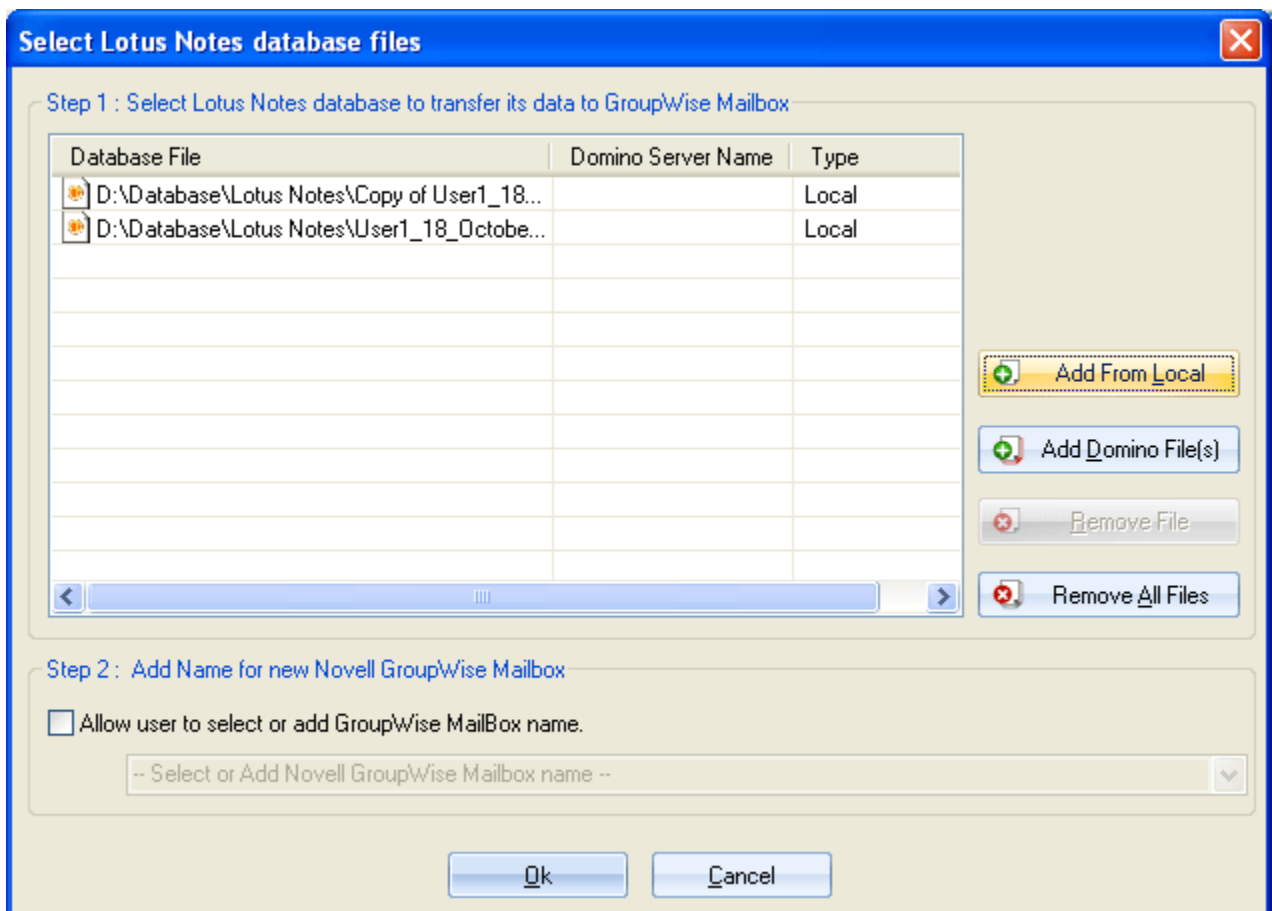 Select Lotus Notes database files
Step 1 : Select Lotus Notes database to transfer its data to GroupWise Mailbox
Database File Domino Server Name Type
D:\Database\Lotus Notes\Copy of User1_18... Local
D:\Database\Lotus Notes\User1_18_Octobe... Local
Add From Local
Add Domino File(s)
Remove File
Remove All Files
Step 2 : Add Name for new Novell GroupWise Mailbox
Allow user to select or add GroupWise MailBox name.
-- Select or Add Novell GroupWise Mailbox name --
Ok Cancel